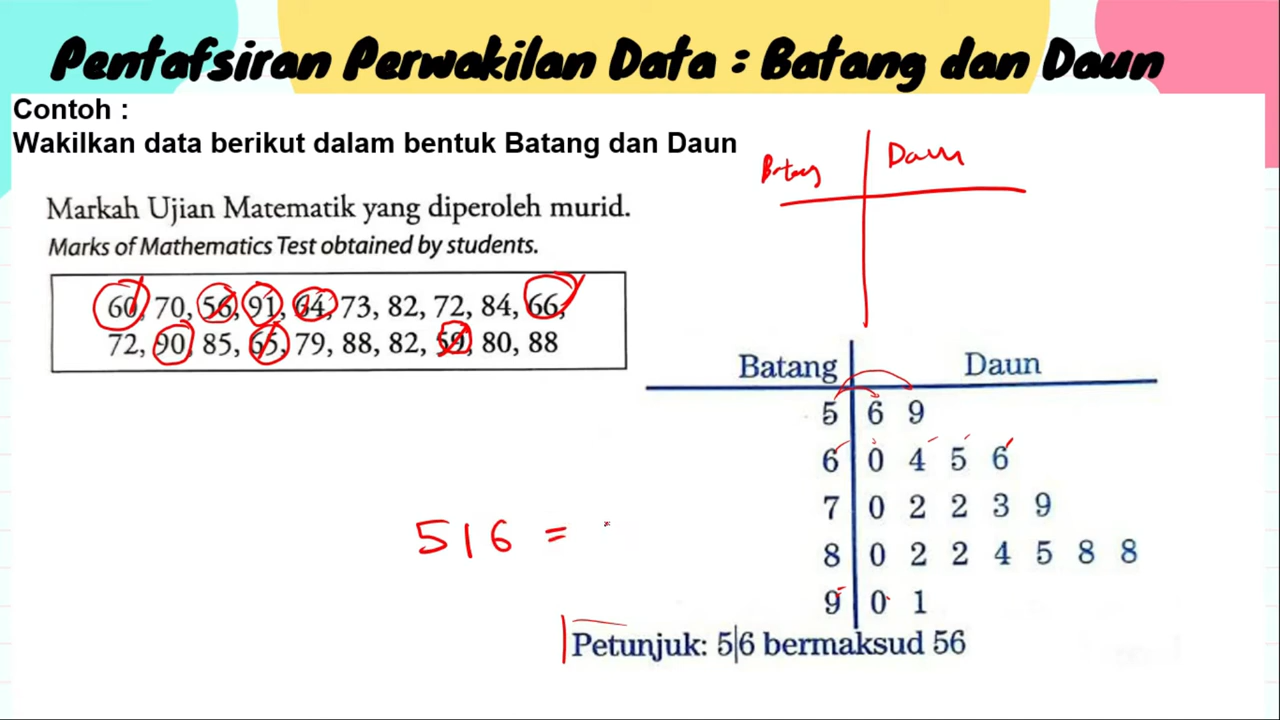 Pentafsiran Perwakilan Data : Batang dan Daun
Contoh :
Wakilkan data berikut dalam bentuk Batang dan Daun
Markah Ujian Matematik yang diperoleh murid.
Marks of Mathematics Test obtained by students.
60, 70, 56, 91, 64, 73, 82, 72, 84, 66,
72, 90, 85, 65, 79, 88, 82, 59, 80, 88
Batang | Daun
Batang | Daun
5 | 6 9
6 | 0 4 5 6
7 | 0 2 2 3 9
8 | 0 2 2 4 5 8 8
9 | 0 1
5 | 6 =
Petunjuk: 5|6 bermaksud 56